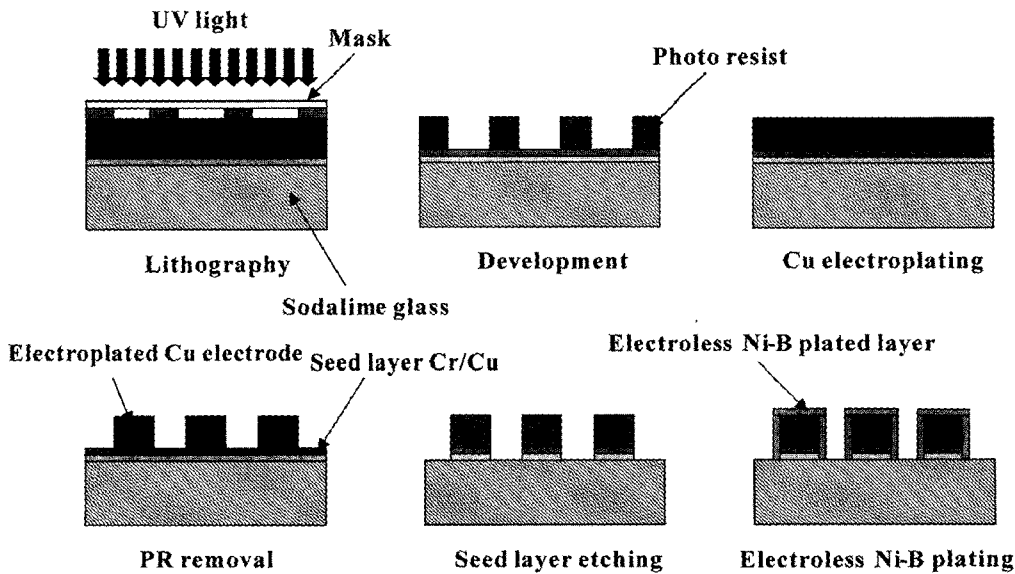 UV light
Mask
Photo resist
Lithography
Development
Cu electroplating
Sodalime glass
Electroplated Cu electrode
Seed layer Cr/Cu
Electroless Ni-B plated layer
PR removal
Seed layer etching
Electroless Ni-B plating